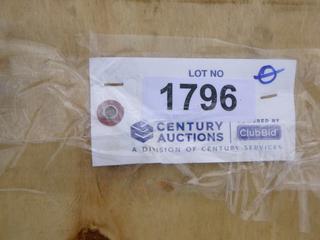 LOT NO
1796
CENTURY AUCTIONS
POWERED BY
ClubBid
A DIVISION OF CENTURY SERVICES